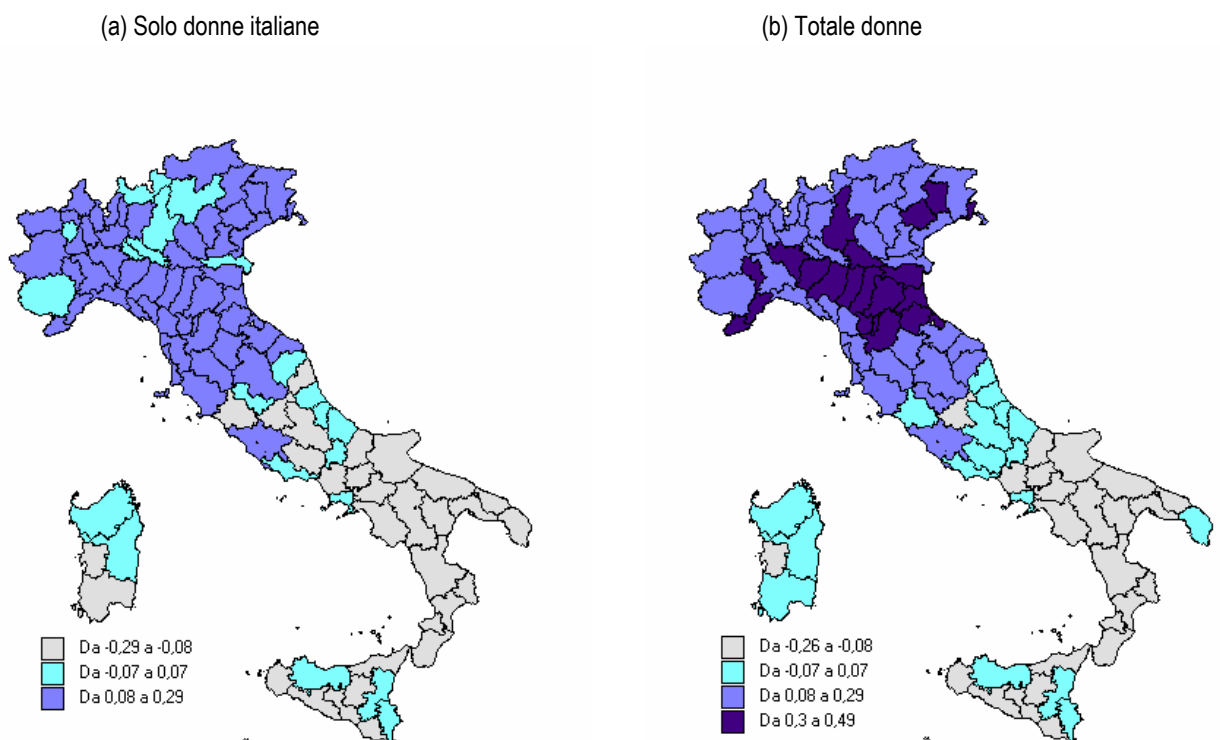 (a) Solo donne italiane
(b) Totale donne
Da -0,29 a -0,08
Da -0,07 a 0,07
Da 0,08 a 0,29
Da -0,26 a -0,08
Da -0,07 a 0,07
Da 0,08 a 0,29
Da 0,3 a 0,49